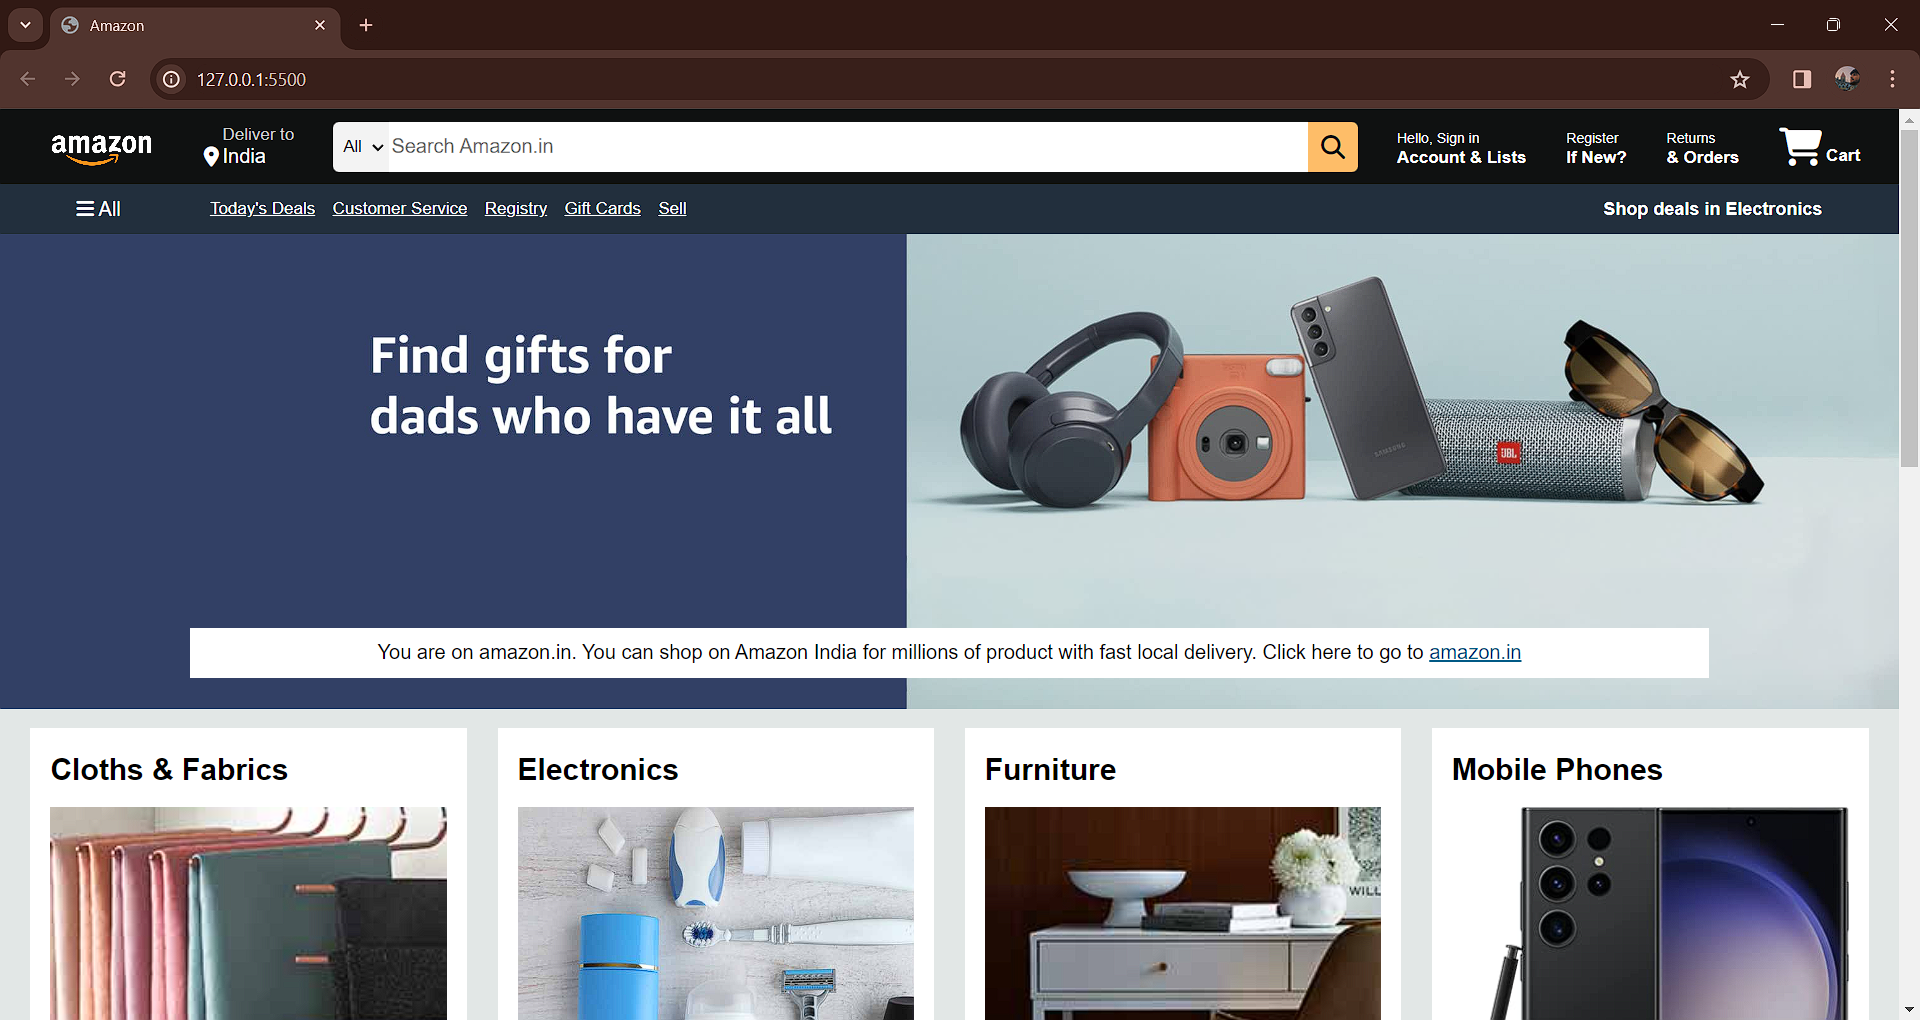 Amazon
127.0.0.1:5500
amazon
Deliver to
India
All
Search Amazon.in
Hello, Sign in
Account & Lists
Register
If New?
Returns
& Orders
Cart
All
Today's Deals
Customer Service
Registry
Gift Cards
Sell
Shop deals in Electronics
Find gifts for
dads who have it all
SAMSUNG
JBL
You are on amazon.in. You can shop on Amazon India for millions of product with fast local delivery. Click here to go to amazon.in
Cloths & Fabrics
Electronics
Furniture
Mobile Phones
WILL